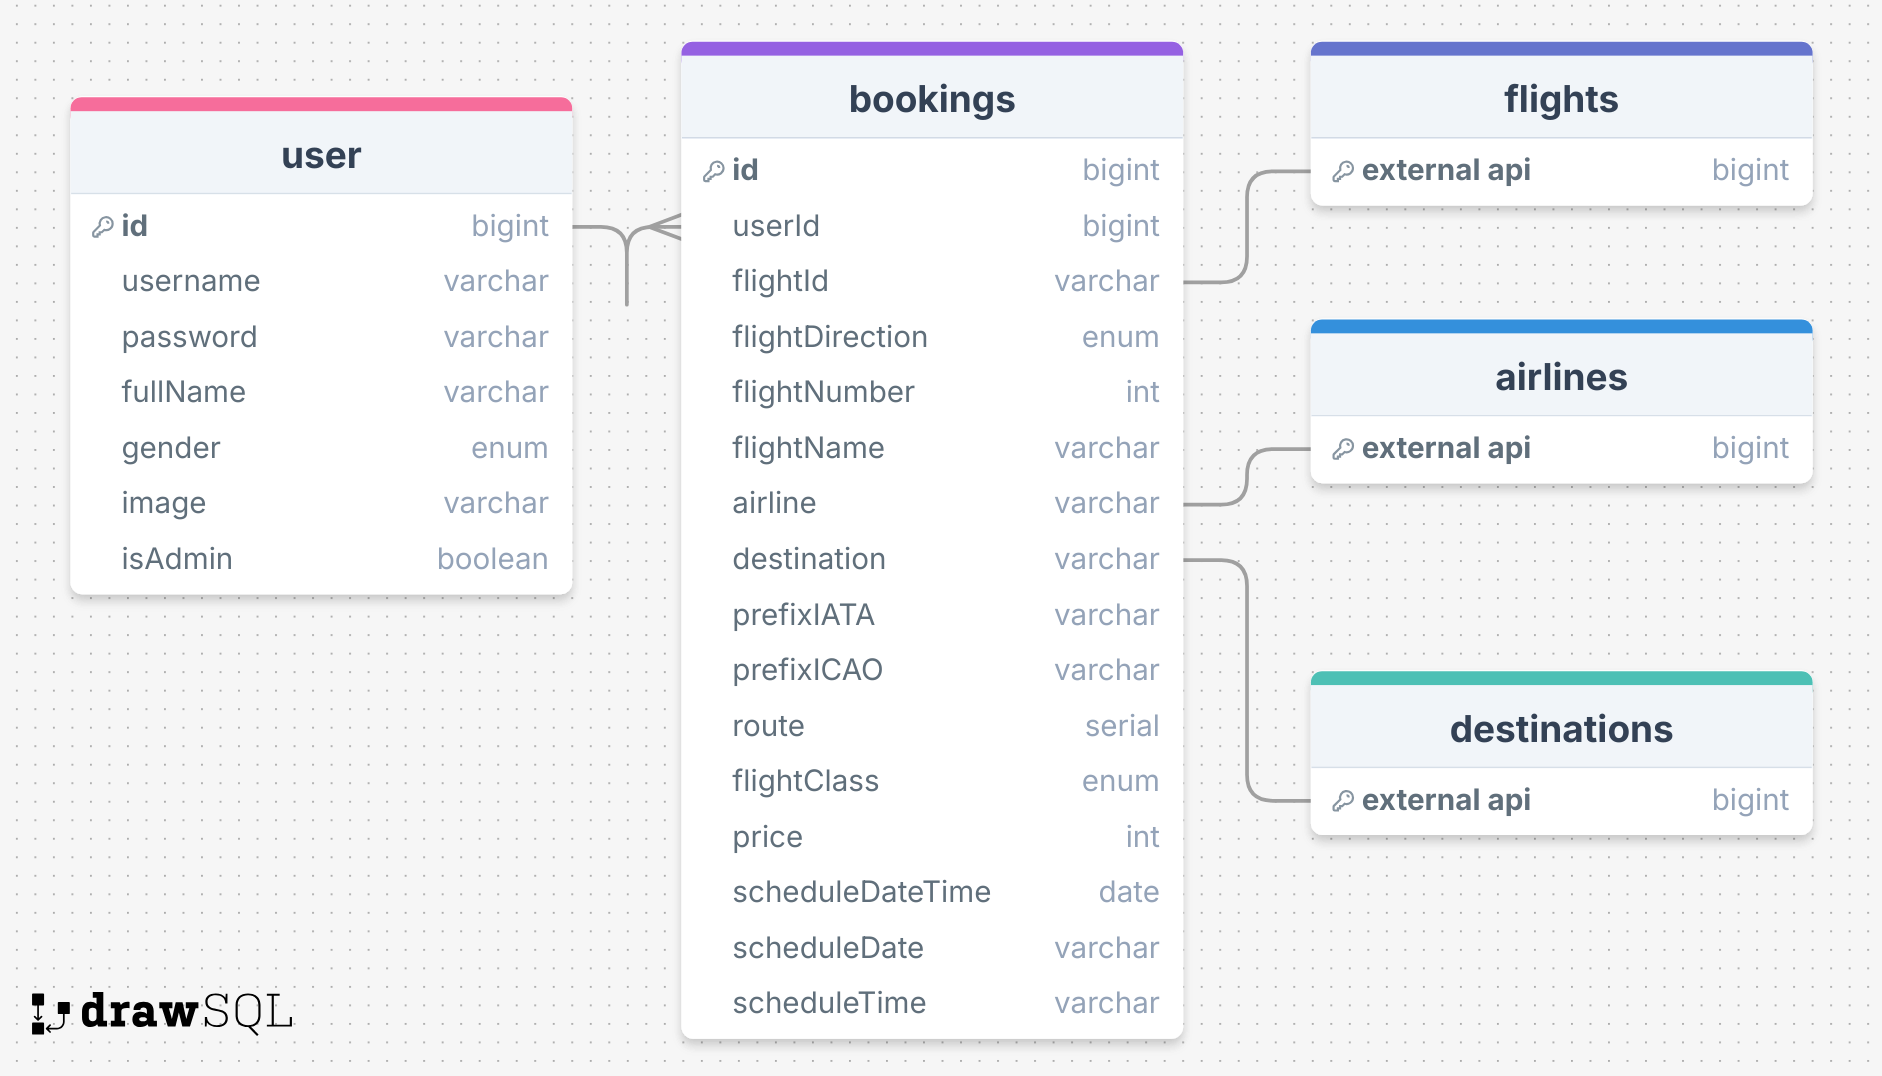 user
id bigint
username varchar
password varchar
fullName varchar
gender enum
image varchar
isAdmin boolean
bookings
id bigint
userId bigint
flightId varchar
flightDirection enum
flightNumber int
flightName varchar
airline varchar
destination varchar
prefixIATA varchar
prefixICAO varchar
route serial
flightClass enum
price int
scheduleDateTime date
scheduleDate varchar
scheduleTime varchar
flights
external api bigint
airlines
external api bigint
destinations
external api bigint
drawSQL